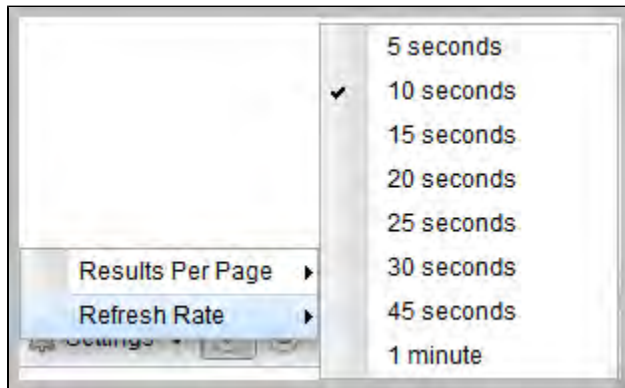 5 seconds
10 seconds
15 seconds
20 seconds
25 seconds
30 seconds
45 seconds
1 minute
Results Per Page
Refresh Rate
Settings